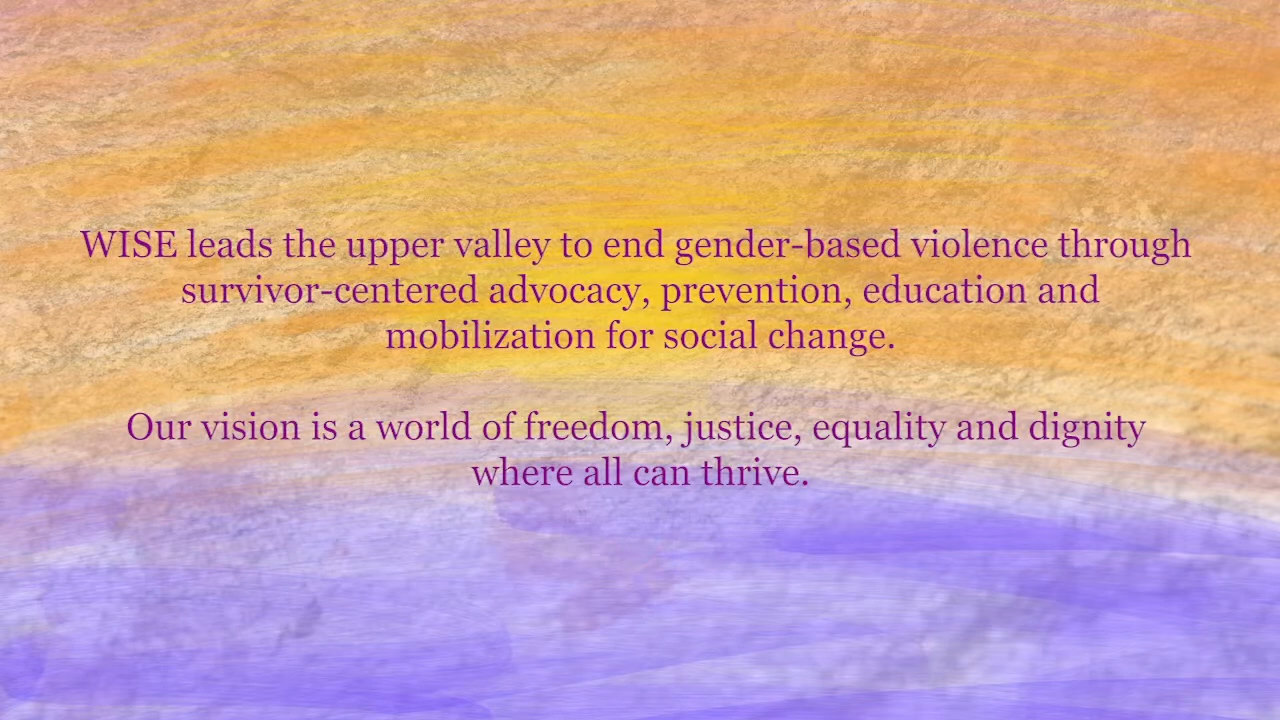 WISE leads the upper valley to end gender-based violence through
survivor-centered advocacy, prevention, education and
mobilization for social change.
Our vision is a world of freedom, justice, equality and dignity
where all can thrive.